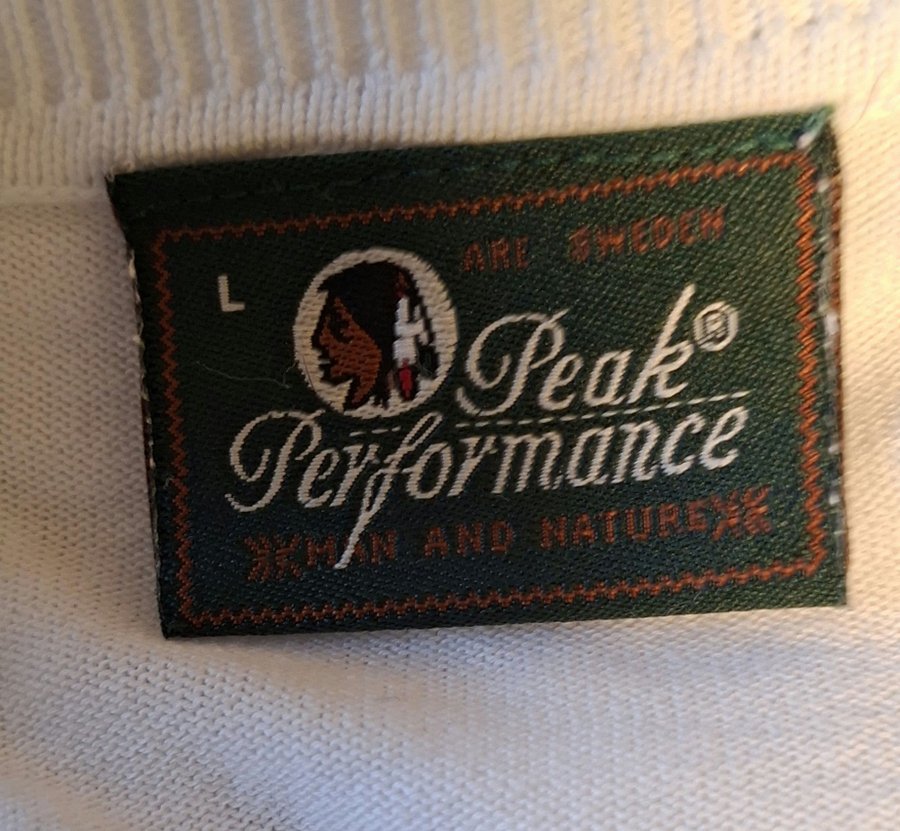 ARE SWEDEN
L
Peak®
Performance
MAN AND NATURE